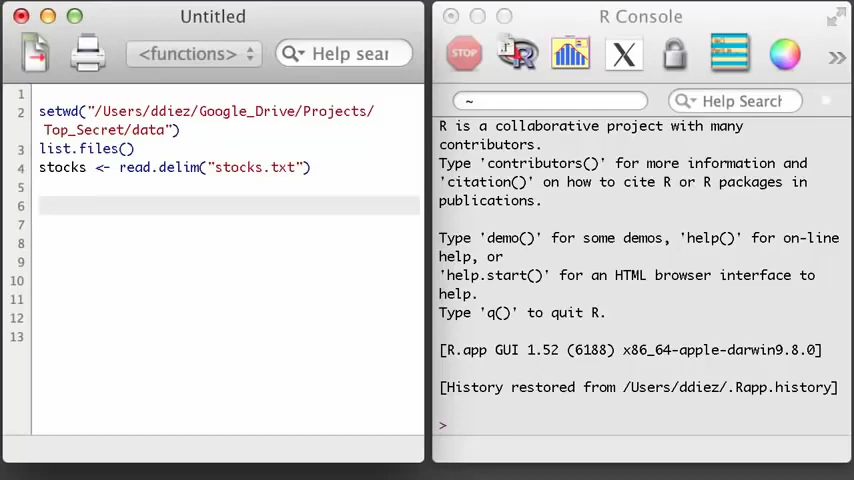 Untitled
<functions>
Help sear
1
2 setwd("/Users/ddiez/Google_Drive/Projects/
Top_Secret/data")
3 list.files()
4 stocks <- read.delim("stocks.txt")
5
6
7
8
9
10
11
12
13
R Console
STOP
R
X
~
Help Search
R is a collaborative project with many
contributors.
Type 'contributors()' for more information and
'citation()' on how to cite R or R packages in
publications.
Type 'demo()' for some demos, 'help()' for on-line
help, or
'help.start()' for an HTML browser interface to
help.
Type 'q()' to quit R.
[R.app GUI 1.52 (6188) x86_64-apple-darwin9.8.0]
[History restored from /Users/ddiez/.Rapp.history]
>